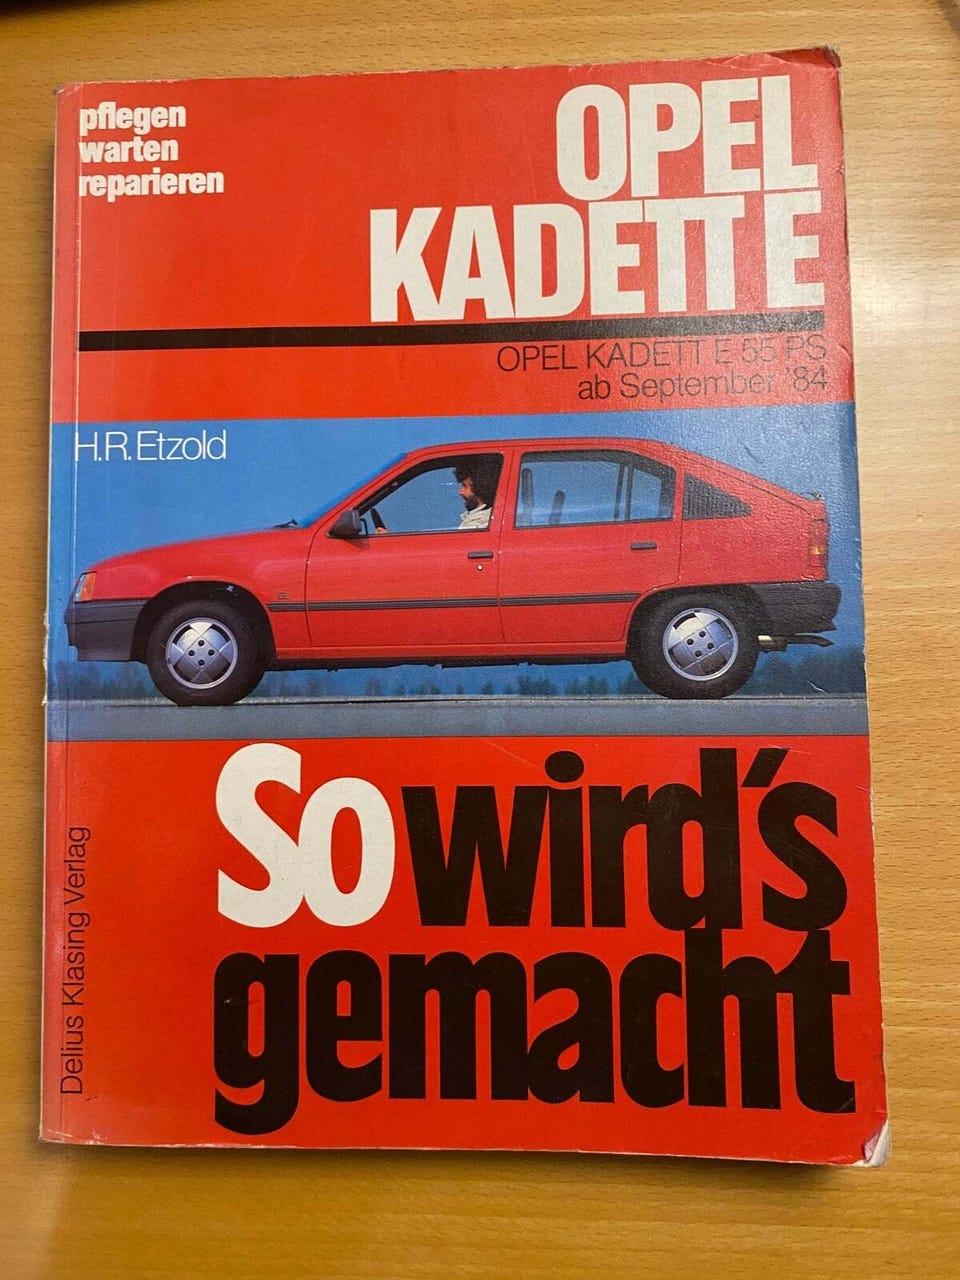 pflegen
warten
reparieren
OPEL
KADETT E
OPEL KADETT E 55 PS
ab September '84
H.R. Etzold
So wird's
gemacht
Delius Klasing Verlag